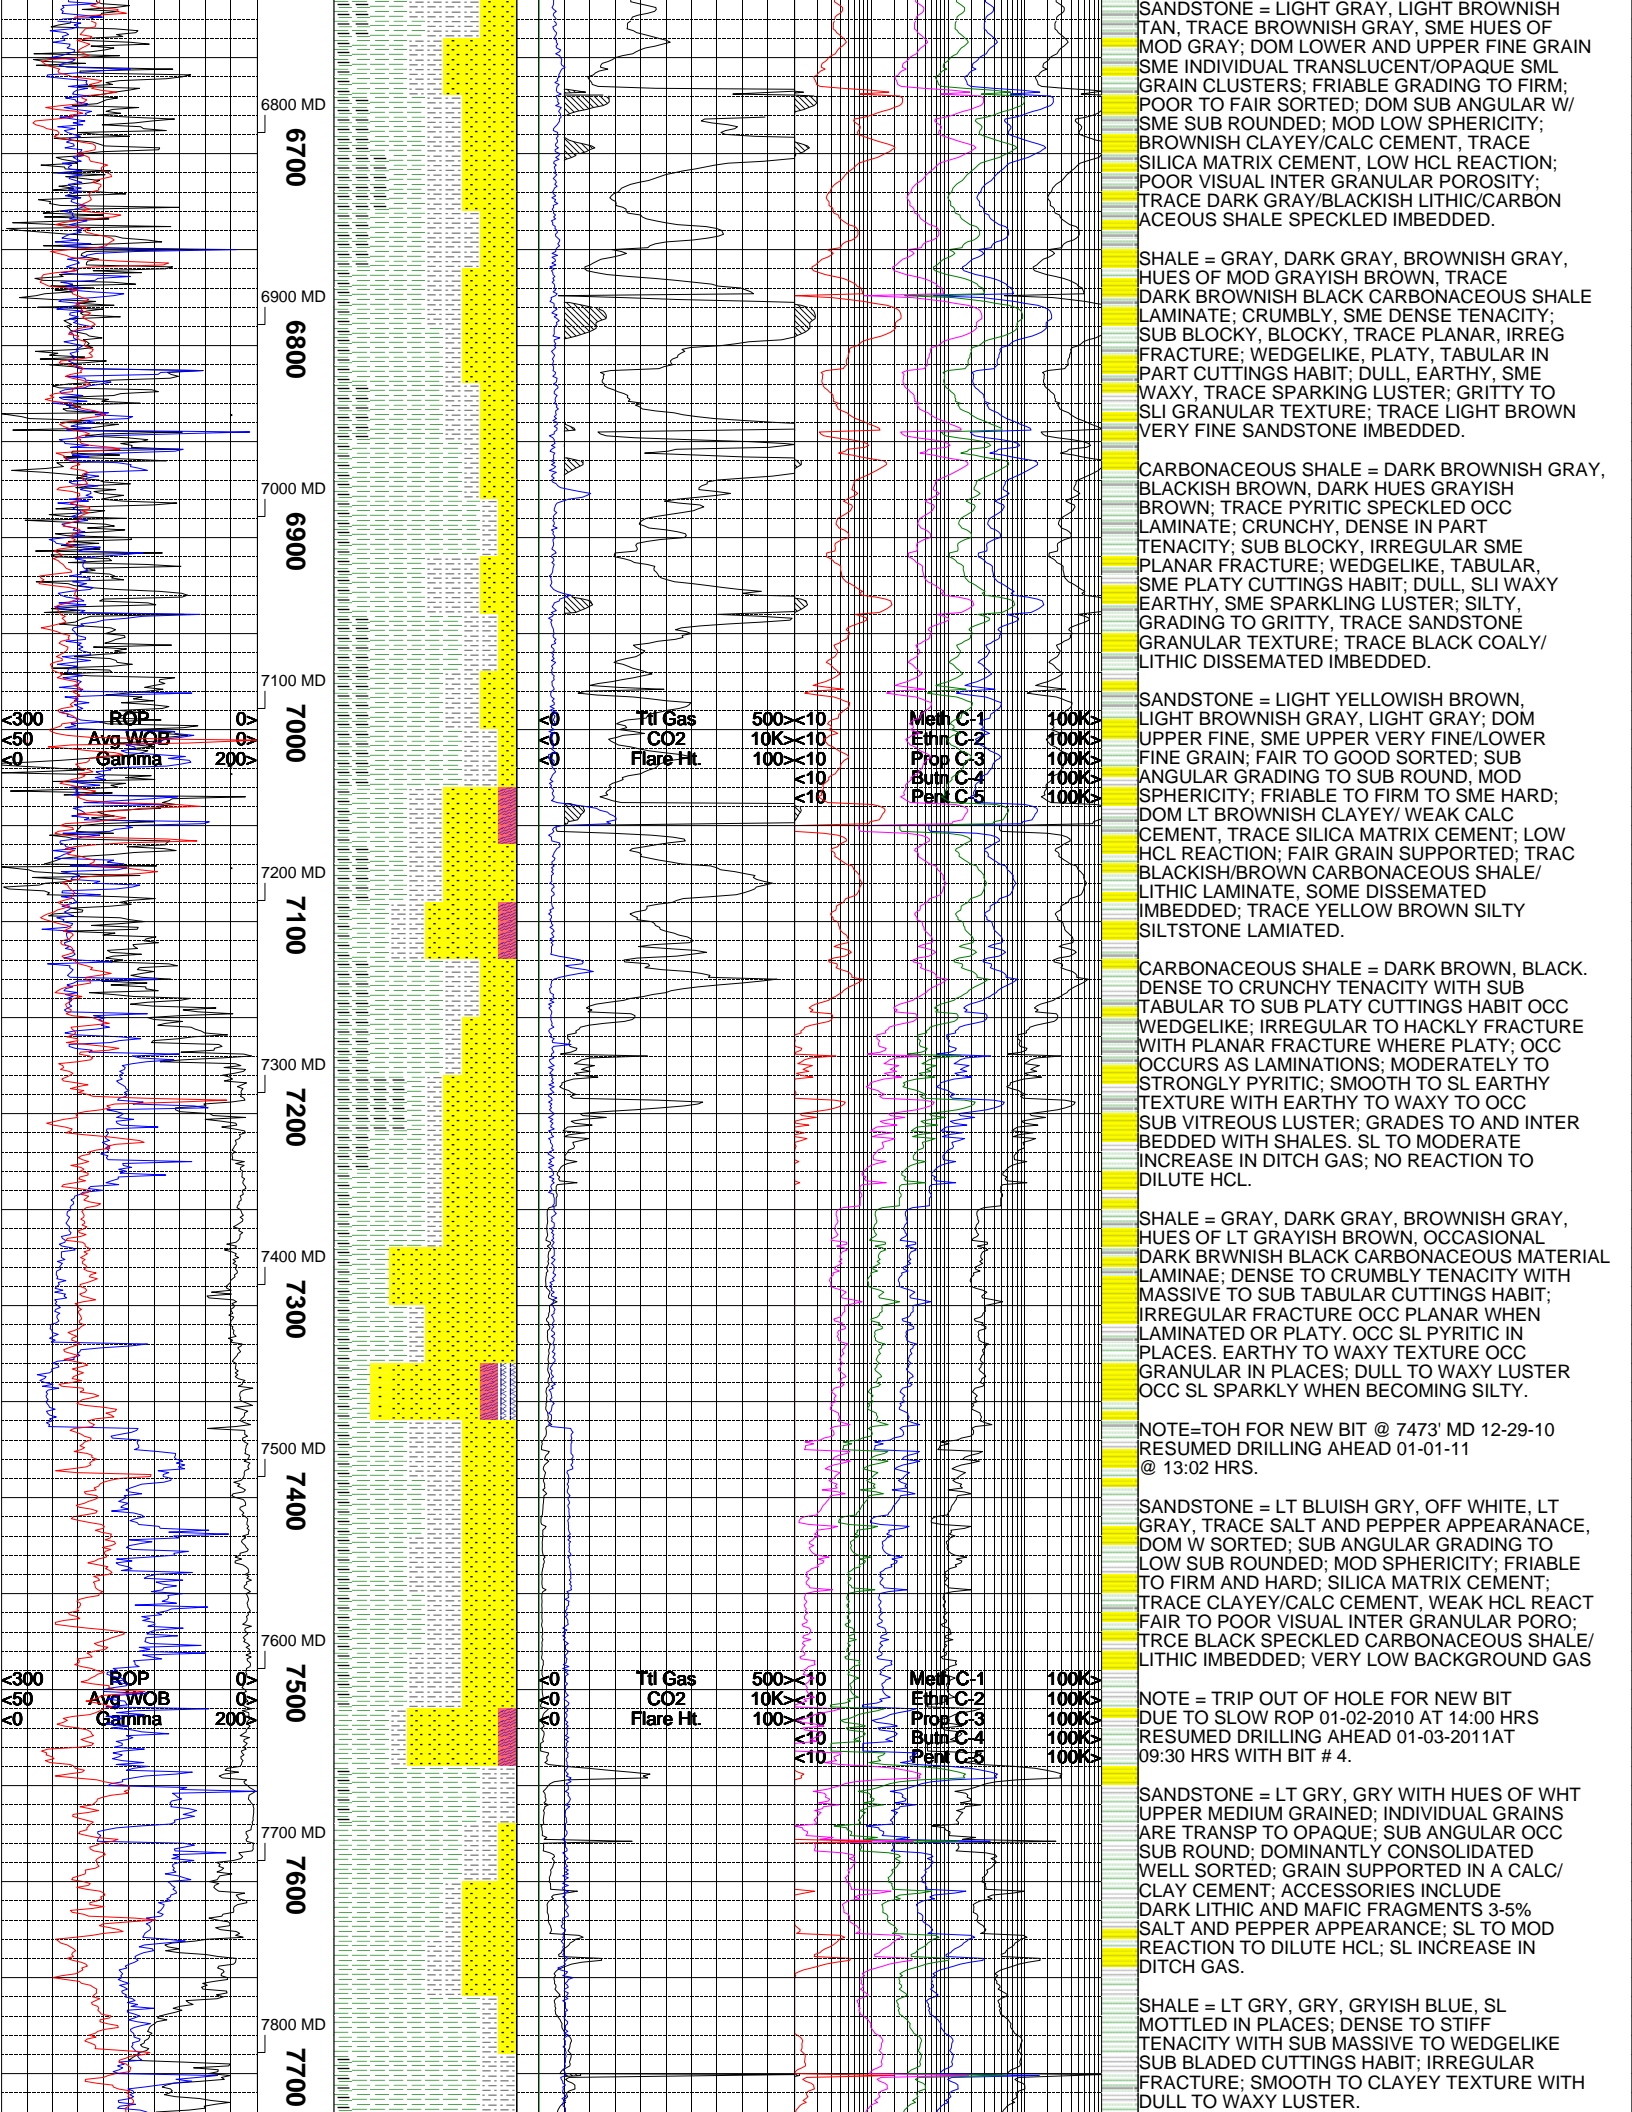 SANDSTONE = LIGHT GRAY, LIGHT BROWNISH
TAN, TRACE BROWNISH GRAY, SME HUES OF
MOD GRAY; DOM LOWER AND UPPER FINE GRAIN
SME INDIVIDUAL TRANSLUCENT/OPAQUE SML
GRAIN CLUSTERS; FRIABLE GRADING TO FIRM;
POOR TO FAIR SORTED; DOM SUB ANGULAR W/
SME SUB ROUNDED; MOD LOW SPHERICITY;
BROWNISH CLAYEY/CALC CEMENT, TRACE
SILICA MATRIX CEMENT, LOW HCL REACTION;
POOR VISUAL INTER GRANULAR POROSITY;
TRACE DARK GRAY/BLACKISH LITHIC/CARBON
ACEOUS SHALE SPECKLED IMBEDDED.
SHALE = GRAY, DARK GRAY, BROWNISH GRAY,
HUES OF MOD GRAYISH BROWN, TRACE
DARK BROWNISH BLACK CARBONACEOUS SHALE
LAMINATE; CRUMBLY, SME DENSE TENACITY;
SUB BLOCKY, BLOCKY, TRACE PLANAR, IRREG
FRACTURE; WEDGELIKE, PLATY, TABULAR IN
PART CUTTINGS HABIT; DULL, EARTHY, SME
WAXY, TRACE SPARKING LUSTER; GRITTY TO
SLI GRANULAR TEXTURE; TRACE LIGHT BROWN
VERY FINE SANDSTONE IMBEDDED.
CARBONACEOUS SHALE = DARK BROWNISH GRAY,
BLACKISH BROWN, DARK HUES GRAYISH
BROWN; TRACE PYRITIC SPECKLED OCC
LAMINATE; CRUNCHY, DENSE IN PART
TENACITY; SUB BLOCKY, IRREGULAR SME
PLANAR FRACTURE; WEDGELIKE, TABULAR,
SME PLATY CUTTINGS HABIT; DULL, SLI WAXY
EARTHY, SME SPARKLING LUSTER; SILTY,
GRADING TO GRITTY, TRACE SANDSTONE
GRANULAR TEXTURE; TRACE BLACK COALY/
LITHIC DISSEMATED IMBEDDED.
SANDSTONE = LIGHT YELLOWISH BROWN,
LIGHT BROWNISH GRAY, LIGHT GRAY; DOM
UPPER FINE, SME UPPER VERY FINE/LOWER
FINE GRAIN; FAIR TO GOOD SORTED; SUB
ANGULAR GRADING TO SUB ROUND, MOD
SPHERICITY; FRIABLE TO FIRM TO SME HARD;
DOM LT BROWNISH CLAYEY/ WEAK CALC
CEMENT, TRACE SILICA MATRIX CEMENT; LOW
HCL REACTION; FAIR GRAIN SUPPORTED; TRAC
BLACKISH/BROWN CARBONACEOUS SHALE/
LITHIC LAMINATE, SOME DISSEMATED
IMBEDDED; TRACE YELLOW BROWN SILTY
SILTSTONE LAMIATED.
CARBONACEOUS SHALE = DARK BROWN, BLACK.
DENSE TO CRUNCHY TENACITY WITH SUB
TABULAR TO SUB PLATY CUTTINGS HABIT OCC
WEDGELIKE; IRREGULAR TO HACKLY FRACTURE
WITH PLANAR FRACTURE WHERE PLATY; OCC
OCCURS AS LAMINATIONS; MODERATELY TO
STRONGLY PYRITIC; SMOOTH TO SL EARTHY
TEXTURE WITH EARTHY TO WAXY TO OCC
SUB VITREOUS LUSTER; GRADES TO AND INTER
BEDDED WITH SHALES. SL TO MODERATE
INCREASE IN DITCH GAS; NO REACTION TO
DILUTE HCL.
SHALE = GRAY, DARK GRAY, BROWNISH GRAY,
HUES OF LT GRAYISH BROWN, OCCASIONAL
DARK BRWNISH BLACK CARBONACEOUS MATERIAL
LAMINAE; DENSE TO CRUMBLY TENACITY WITH
MASSIVE TO SUB TABULAR CUTTINGS HABIT;
IRREGULAR FRACTURE OCC PLANAR WHEN
LAMINATED OR PLATY. OCC SL PYRITIC IN
PLACES. EARTHY TO WAXY TEXTURE OCC
GRANULAR IN PLACES; DULL TO WAXY LUSTER
OCC SL SPARKLY WHEN BECOMING SILTY.
NOTE=TOH FOR NEW BIT @ 7473' MD 12-29-10
RESUMED DRILLING AHEAD 01-01-11
@ 13:02 HRS.
SANDSTONE = LT BLUISH GRY, OFF WHITE, LT
GRAY, TRACE SALT AND PEPPER APPEARANACE,
DOM W SORTED; SUB ANGULAR GRADING TO
LOW SUB ROUNDED; MOD SPHERICITY; FRIABLE
TO FIRM AND HARD; SILICA MATRIX CEMENT;
TRACE CLAYEY/CALC CEMENT, WEAK HCL REACT
FAIR TO POOR VISUAL INTER GRANULAR PORO;
TRCE BLACK SPECKLED CARBONACEOUS SHALE/
LITHIC IMBEDDED; VERY LOW BACKGROUND GAS
NOTE = TRIP OUT OF HOLE FOR NEW BIT
DUE TO SLOW ROP 01-02-2010 AT 14:00 HRS
RESUMED DRILLING AHEAD 01-03-2011AT
09:30 HRS WITH BIT # 4.
SANDSTONE = LT GRY, GRY WITH HUES OF WHT
UPPER MEDIUM GRAINED; INDIVIDUAL GRAINS
ARE TRANSP TO OPAQUE; SUB ANGULAR OCC
SUB ROUND; DOMINANTLY CONSOLIDATED
WELL SORTED; GRAIN SUPPORTED IN A CALC/
CLAY CEMENT; ACCESSORIES INCLUDE
DARK LITHIC AND MAFIC FRAGMENTS 3-5%
SALT AND PEPPER APPEARANCE; SL TO MOD
REACTION TO DILUTE HCL; SL INCREASE IN
DITCH GAS.
SHALE = LT GRY, GRY, GRYISH BLUE, SL
MOTTLED IN PLACES; DENSE TO STIFF
TENACITY WITH SUB MASSIVE TO WEDGELIKE
SUB BLADED CUTTINGS HABIT; IRREGULAR
FRACTURE; SMOOTH TO CLAYEY TEXTURE WITH
DULL TO WAXY LUSTER.
6800 MD
6700
6900 MD
6800
7000 MD
6900
7100 MD
7000
7200 MD
7100
7300 MD
7200
7400 MD
7300
7500 MD
7400
7600 MD
7500
7700 MD
7600
7800 MD
7700
<300 ROP 0>
<50 Avg WOB 0>
<0 Gamma 200>
<0 Ttl Gas 500>
<0 CO2 10K>
<0 Flare Ht. 100>
<10 Meth C-1 100K>
<10 Ethn C-2 100K>
<10 Prop C-3 100K>
<10 Butn C-4 100K>
<10 Pent C-5 100K>
<300 ROP 0>
<50 Avg WOB 0>
<0 Gamma 200>
<0 Ttl Gas 500>
<0 CO2 10K>
<0 Flare Ht. 100>
<10 Meth C-1 100K>
<10 Ethn C-2 100K>
<10 Prop C-3 100K>
<10 Butn C-4 100K>
<10 Pent C-5 100K>